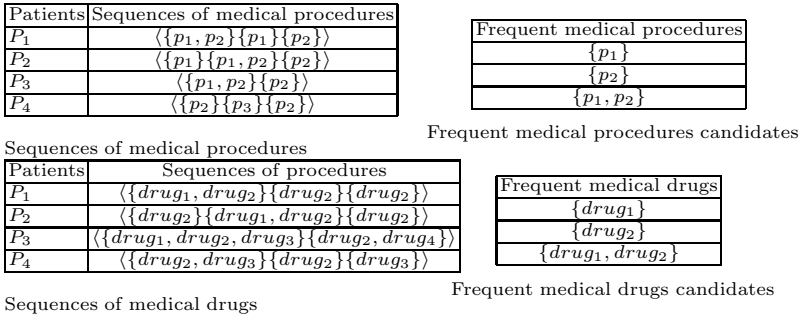 Patients Sequences of medical procedures
P₁ ⟨{p₁, p₂}{p₁}{p₂}⟩
P₂ ⟨{p₁}{p₁, p₂}{p₂}⟩
P₃ ⟨{p₁, p₂}{p₂}⟩
P₄ ⟨{p₂}{p₃}{p₂}⟩
Sequences of medical procedures
Frequent medical procedures
{p₁}
{p₂}
{p₁, p₂}
Frequent medical procedures candidates
Patients Sequences of procedures
P₁ ⟨{drug₁, drug₂}{drug₂}{drug₂}⟩
P₂ ⟨{drug₂}{drug₁, drug₂}{drug₂}⟩
P₃ ⟨{drug₁, drug₂, drug₃}{drug₂, drug₄}⟩
P₄ ⟨{drug₂, drug₃}{drug₂}{drug₃}⟩
Sequences of medical drugs
Frequent medical drugs
{drug₁}
{drug₂}
{drug₁, drug₂}
Frequent medical drugs candidates